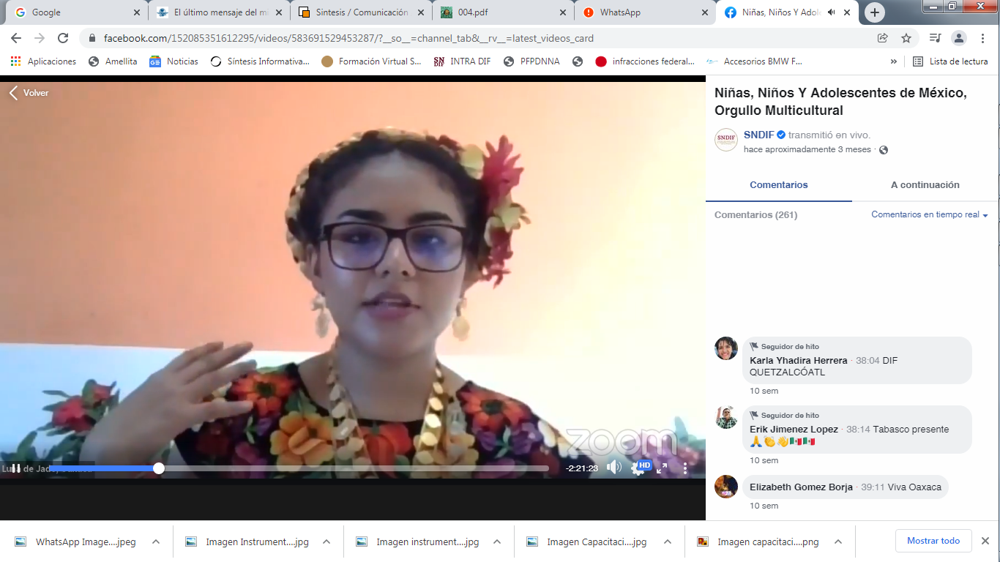 Google
El último mensaje del m
Sintesis / Comunicación
004.pdf
WhatsApp
Niñas, Niños Y Adole
facebook.com/152085351612295/videos/583691529453287/?__so__=channel_tab&__rv__=latest_videos_card
Aplicaciones
Amellita
Noticias
Síntesis Informativa...
Formación Virtual S...
INTRA DIF
PFPDNNA
infracciones federal...
Accesorios BMW F...
»
Lista de lectura
Volver
zoom
Luna de Jad
-2:21:23
HD
Niñas, Niños Y Adolescentes de México,
Orgullo Multicultural
SNDIF
SNDIF transmitió en vivo.
hace aproximadamente 3 meses ·
Comentarios
A continuación
Comentarios (261)
Comentarios en tiempo real
Seguidor de hito
Karla Yhadira Herrera · 38:04 DIF
QUETZALCÓATL
10 sem
Seguidor de hito
Erik Jimenez Lopez · 38:14 Tabasco presente
🙏👏👋🇲🇽🇲🇽
10 sem
Elizabeth Gomez Borja · 39:11 Viva Oaxaca
10 sem
WhatsApp Image....jpeg
Imagen Instrument....jpg
Imagen instrument....jpg
Imagen Capacitaci....jpg
Imagen capacitaci....png
Mostrar todo